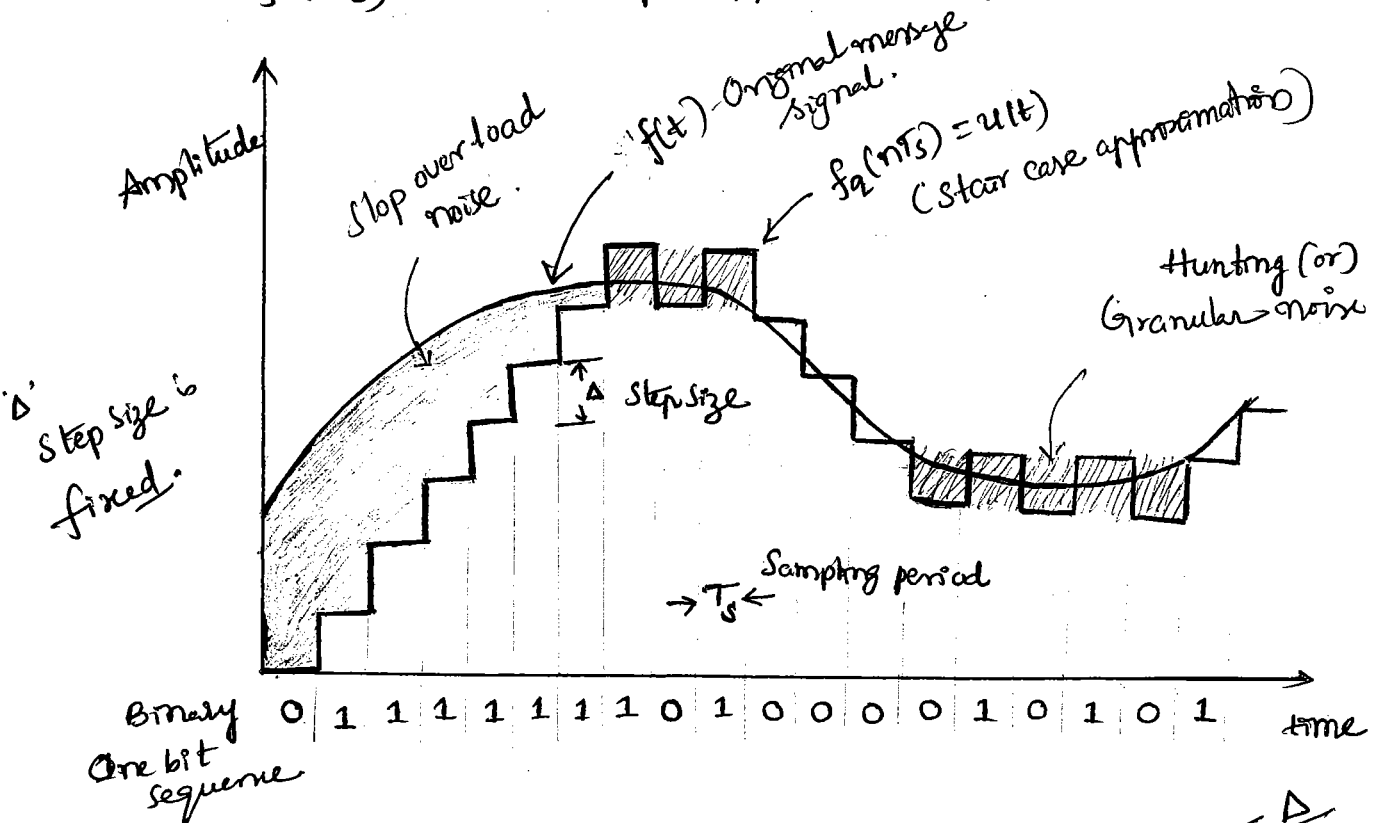 Amplitude
Slop over load
noise.
'f(t)-Original messge
signal.
fq(nTs) = u(t)
(Stair case approximation)
Hunting (or)
Granular noise
'Δ'
Step size is
fixed.
Δ Step size
→ Ts ← Sampling period
Binary 0 1 1 1 1 1 1 1 0 1 0 0 0 0 1 0 1 0 1 time
One bit
sequence.
Δ